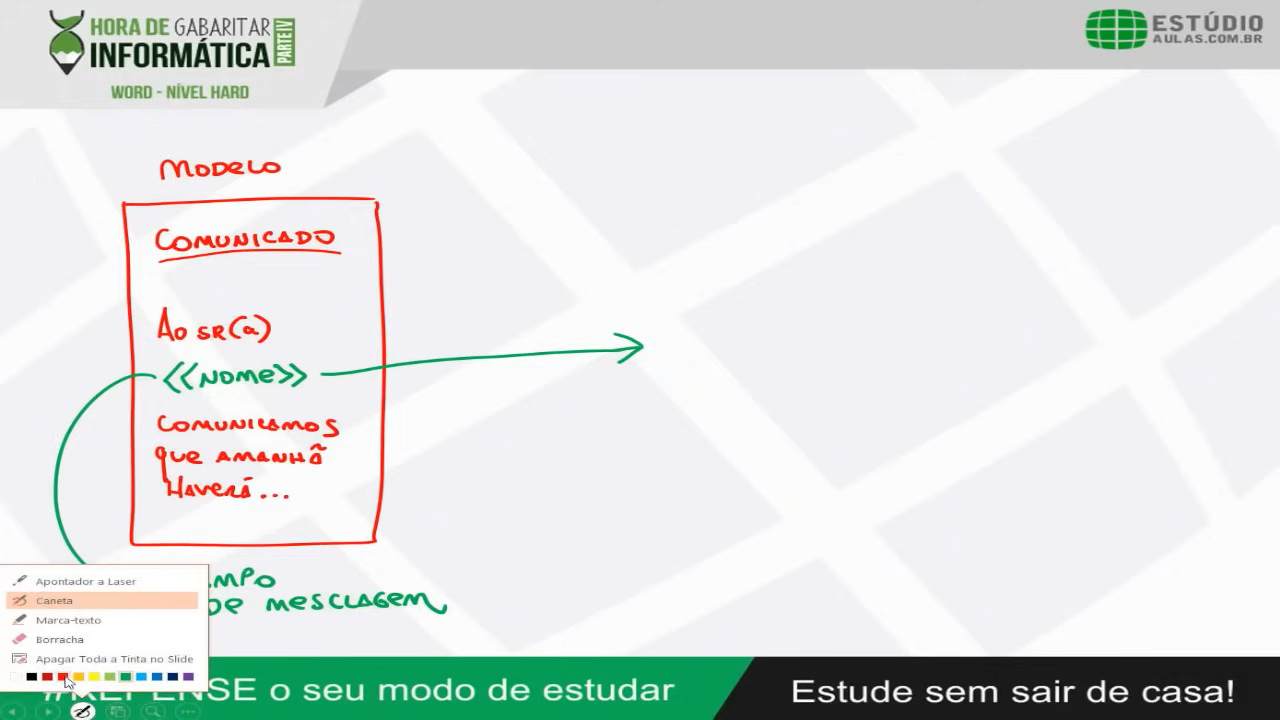 HORA DE GABARITAR
INFORMÁTICA
PARTE IV
WORD - NÍVEL HARD
ESTÚDIO
AULAS.COM.BR
MODELO
COMUNICADO
AO SR(a)
<<NOME>>
COMUNICAMOS
QUE AMANHÃ
HAVERÁ...
AMPO
DE MESCLAGEM
Apontador a Laser
Caneta
Marca-texto
Borracha
Apagar Toda a Tinta no Slide
#REPENSE o seu modo de estudar
Estude sem sair de casa!